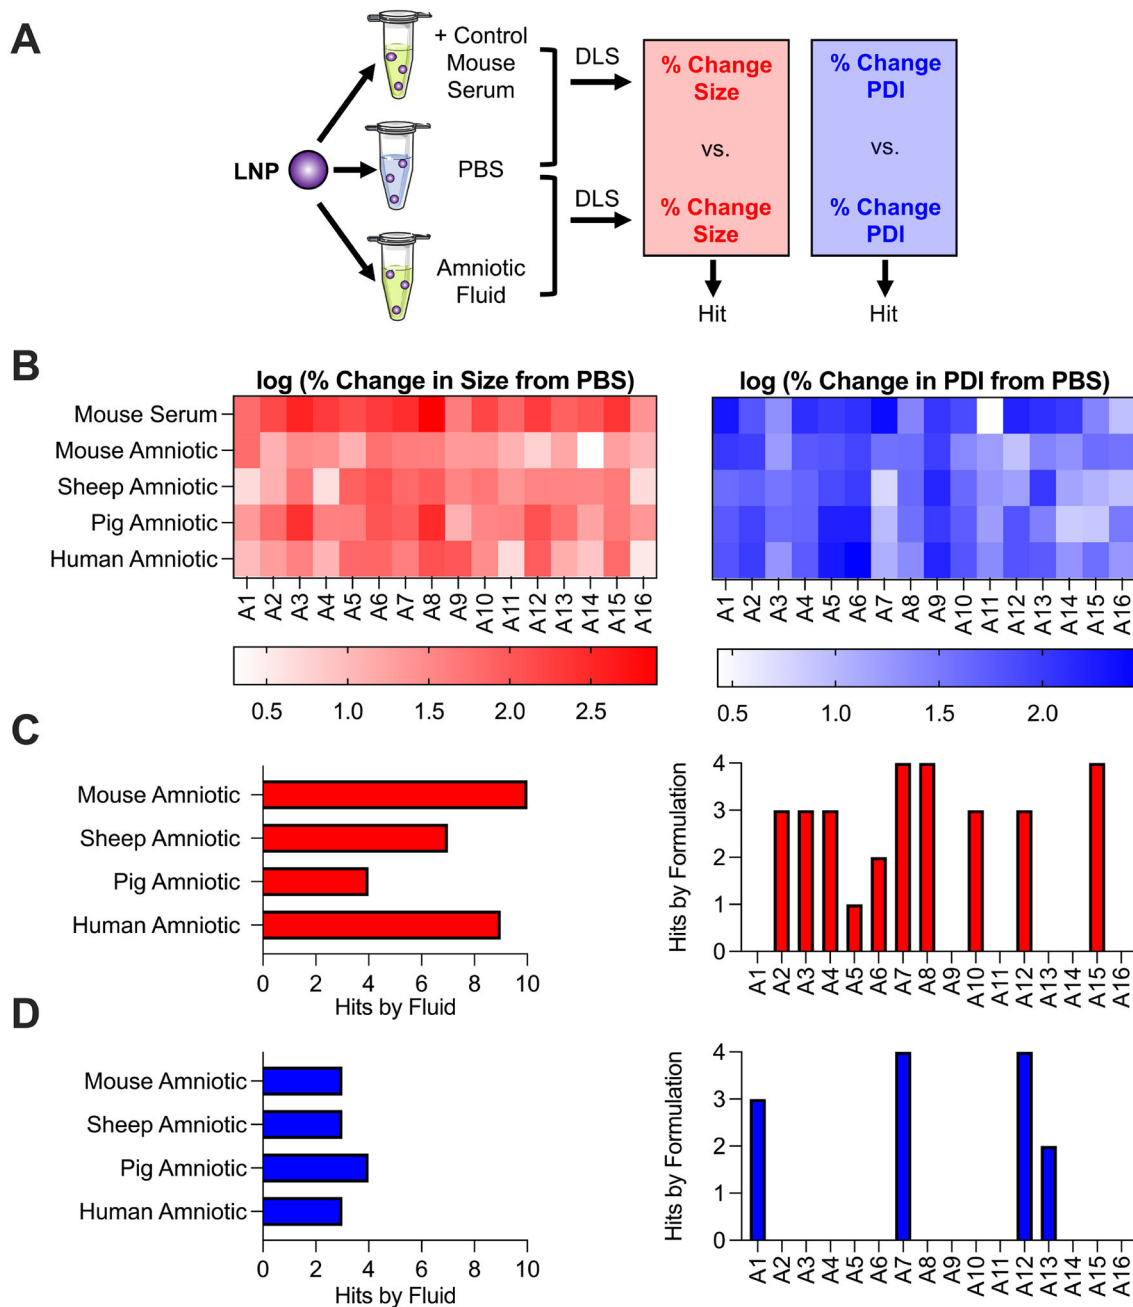 A
+ Control
Mouse
Serum
LNP
PBS
Amniotic
Fluid
DLS
DLS
% Change
Size
vs.
% Change
Size
Hit
% Change
PDI
vs.
% Change
PDI
Hit
B
log (% Change in Size from PBS)
Mouse Serum
Mouse Amniotic
Sheep Amniotic
Pig Amniotic
Human Amniotic
A1 A2 A3 A4 A5 A6 A7 A8 A9 A10 A11 A12 A13 A14 A15 A16
0.5 1.0 1.5 2.0 2.5
log (% Change in PDI from PBS)
A1 A2 A3 A4 A5 A6 A7 A8 A9 A10 A11 A12 A13 A14 A15 A16
0.5 1.0 1.5 2.0
C
Mouse Amniotic
Sheep Amniotic
Pig Amniotic
Human Amniotic
0 2 4 6 8 10
Hits by Fluid
Hits by Formulation
4
3
2
1
0
A1 A2 A3 A4 A5 A6 A7 A8 A9 A10 A11 A12 A13 A14 A15 A16
D
Mouse Amniotic
Sheep Amniotic
Pig Amniotic
Human Amniotic
0 2 4 6 8 10
Hits by Fluid
Hits by Formulation
4
3
2
1
0
A1 A2 A3 A4 A5 A6 A7 A8 A9 A10 A11 A12 A13 A14 A15 A16